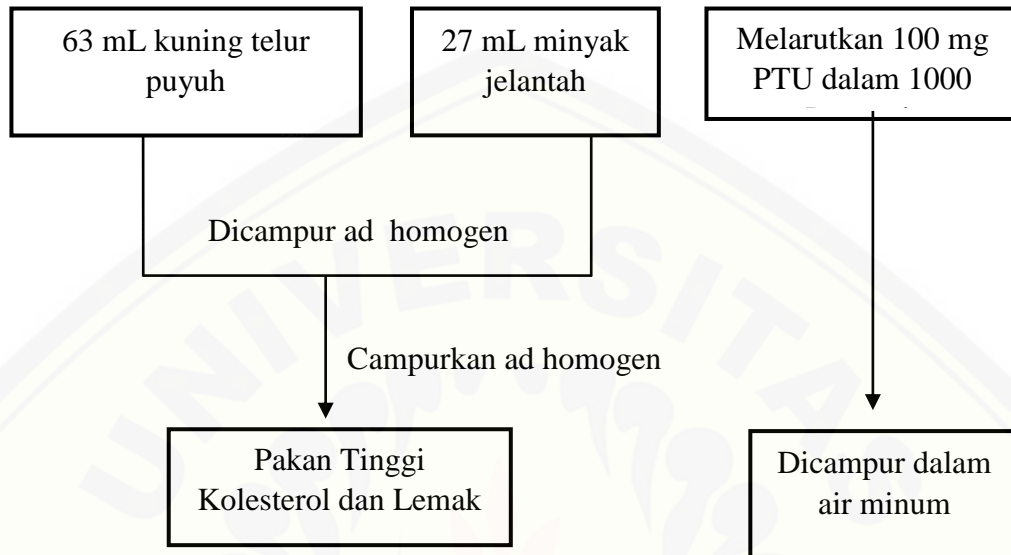 63 mL kuning telur
puyuh
27 mL minyak
jelantah
Melarutkan 100 mg
PTU dalam 1000
Dicampur ad homogen
Campurkan ad homogen
Pakan Tinggi
Kolesterol dan Lemak
Dicampur dalam
air minum
UNIVERSITAS